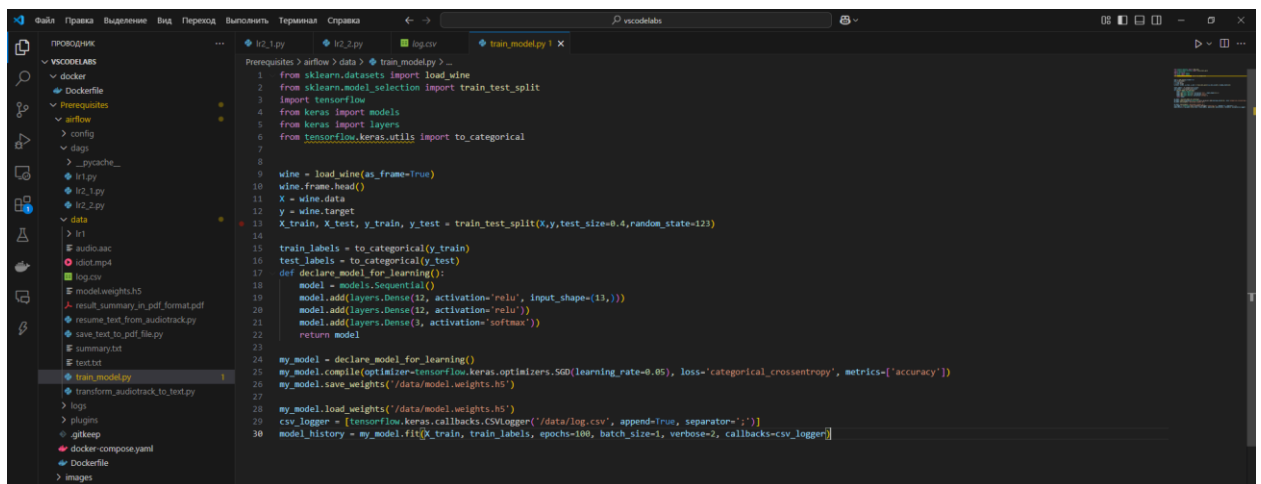 Файл Правка Выделение Вид Переход Выполнить Терминал Справка
vscodelabs
ПРОВОДНИК
VSCODELABS
docker
Dockerfile
Prerequisites
airflow
config
dags
__pycache__
lr1.py
lr2_1.py
lr2_2.py
data
lr1
audio.aac
idiot.mp4
log.csv
model.weights.h5
result_summary_in_pdf_format.pdf
resume_text_from_audiotrack.py
save_text_to_pdf_file.py
summary.txt
text.txt
train_model.py 1
transform_audiotrack_to_text.py
logs
plugins
.gitkeep
docker-compose.yaml
Dockerfile
images
lr2_1.py lr2_2.py log.csv train_model.py 1
Prerequisites > airflow > data > train_model.py > ...
1 from sklearn.datasets import load_wine
2 from sklearn.model_selection import train_test_split
3 import tensorflow
4 from keras import models
5 from keras import layers
6 from tensorflow.keras.utils import to_categorical
7
8
9 wine = load_wine(as_frame=True)
10 wine.frame.head()
11 X = wine.data
12 y = wine.target
13 X_train, X_test, y_train, y_test = train_test_split(X,y,test_size=0.4,random_state=123)
14
15 train_labels = to_categorical(y_train)
16 test_labels = to_categorical(y_test)
17 def declare_model_for_learning():
18 model = models.Sequential()
19 model.add(layers.Dense(12, activation='relu', input_shape=(13,)))
20 model.add(layers.Dense(12, activation='relu'))
21 model.add(layers.Dense(3, activation='softmax'))
22 return model
23
24 my_model = declare_model_for_learning()
25 my_model.compile(optimizer=tensorflow.keras.optimizers.SGD(learning_rate=0.05), loss='categorical_crossentropy', metrics=['accuracy'])
26 my_model.save_weights('/data/model.weights.h5')
27
28 my_model.load_weights('/data/model.weights.h5')
29 csv_logger = [tensorflow.keras.callbacks.CSVLogger('/data/log.csv', append=True, separator=';')]
30 model_history = my_model.fit(X_train, train_labels, epochs=100, batch_size=1, verbose=2, callbacks=csv_logger)